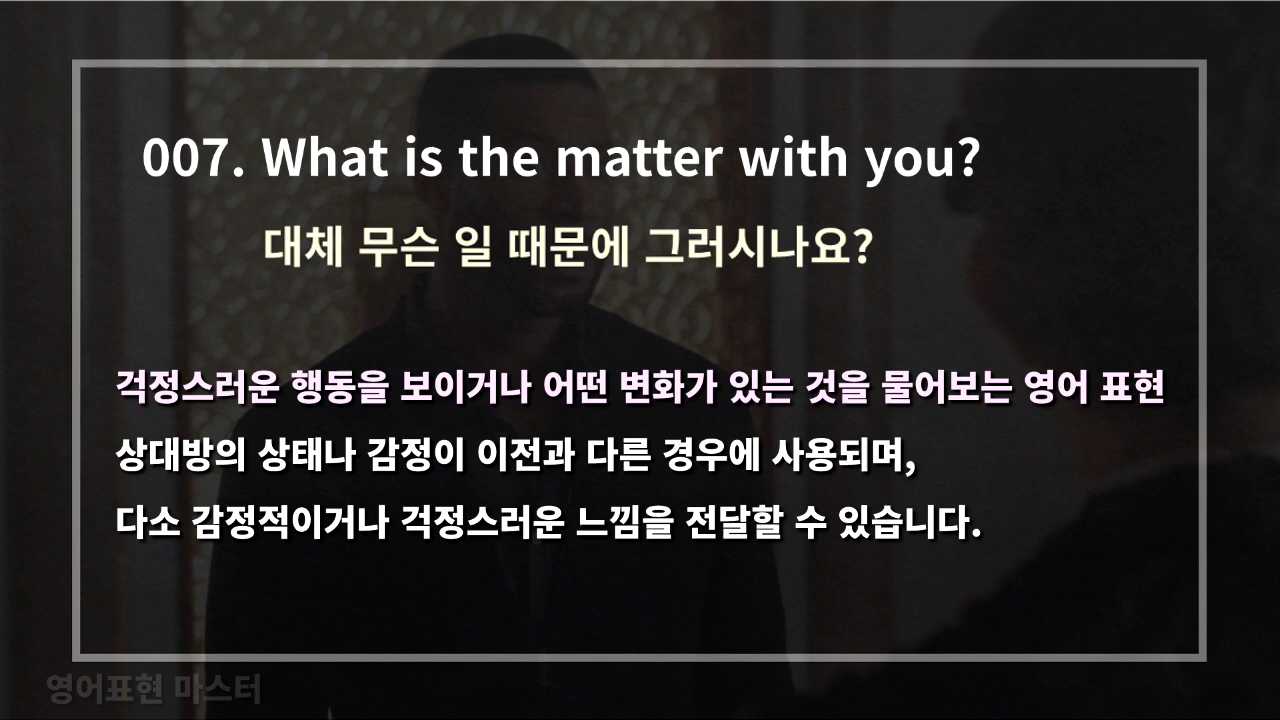 007. What is the matter with you?
대체 무슨 일 때문에 그러시나요?
걱정스러운 행동을 보이거나 어떤 변화가 있는 것을 물어보는 영어 표현
상대방의 상태나 감정이 이전과 다른 경우에 사용되며,
다소 감정적이거나 걱정스러운 느낌을 전달할 수 있습니다.
영어표현 마스터